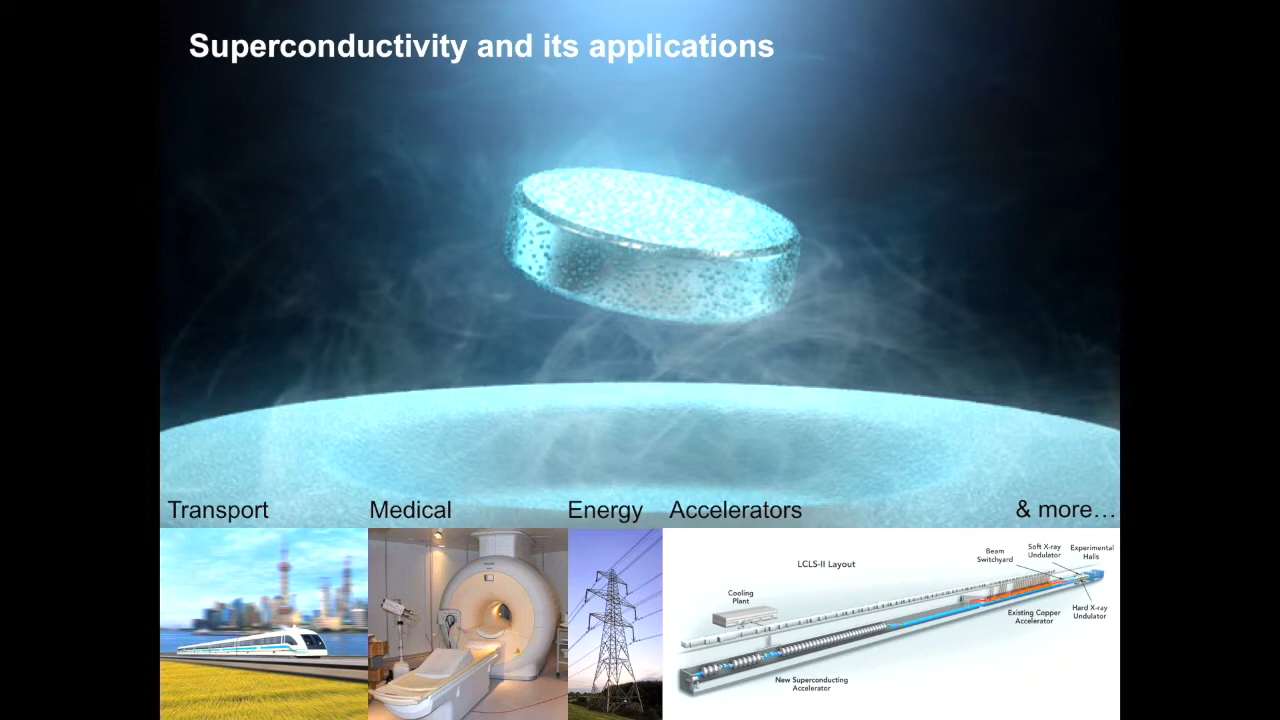 Superconductivity and its applications
Transport
Medical
Energy
Accelerators
& more…
LCLS-II Layout
Cooling
Plant
Beam
Switchyard
Soft X-ray
Undulator
Experimental
Halls
Existing Copper
Accelerator
Hard X-ray
Undulator
New Superconducting
Accelerator